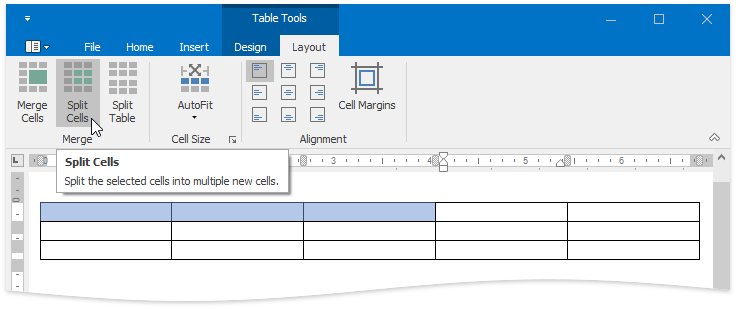 Table Tools
File Home Insert Design Layout
Merge Cells
Split Cells
Split Table
AutoFit
Cell Margins
Merge
Cell Size
Alignment
L
3 4 5 6
Split Cells
Split the selected cells into multiple new cells.